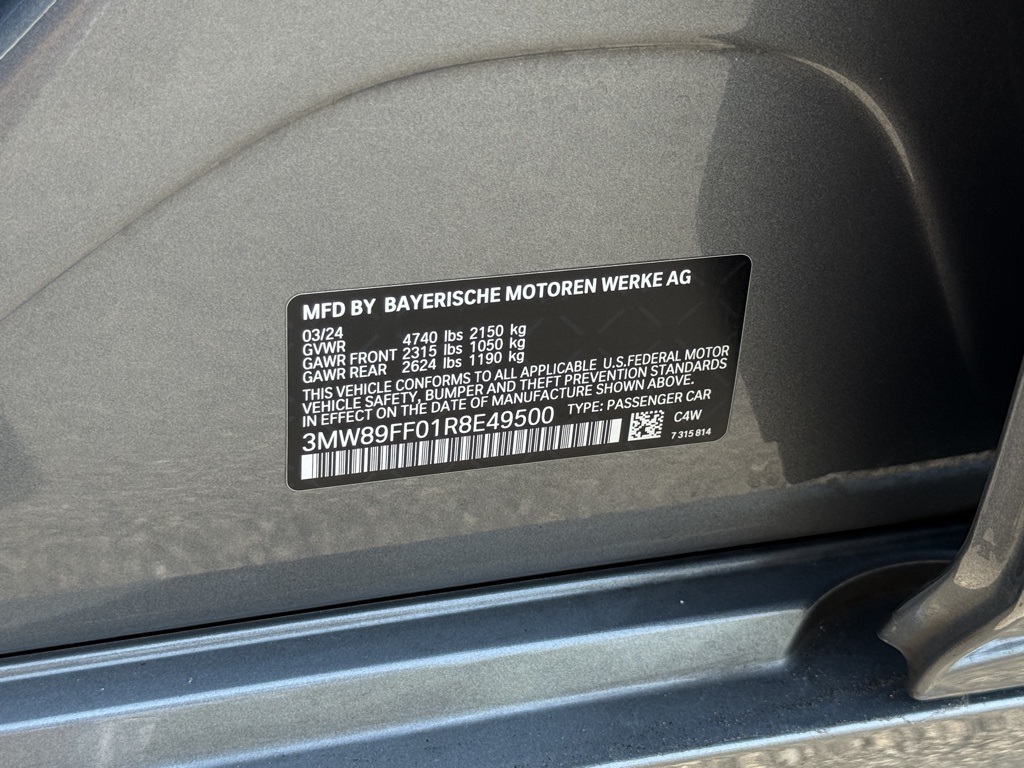 MFD BY BAYERISCHE MOTOREN WERKE AG
03/24
GVWR 4740 lbs 2150 kg
GAWR FRONT 2315 lbs 1050 kg
GAWR REAR 2624 lbs 1190 kg
THIS VEHICLE CONFORMS TO ALL APPLICABLE U.S.FEDERAL MOTOR
VEHICLE SAFETY, BUMPER AND THEFT PREVENTION STANDARDS
IN EFFECT ON THE DATE OF MANUFACTURE SHOWN ABOVE.
3MW89FF01R8E49500 TYPE: PASSENGER CAR
C4W
7 315 814